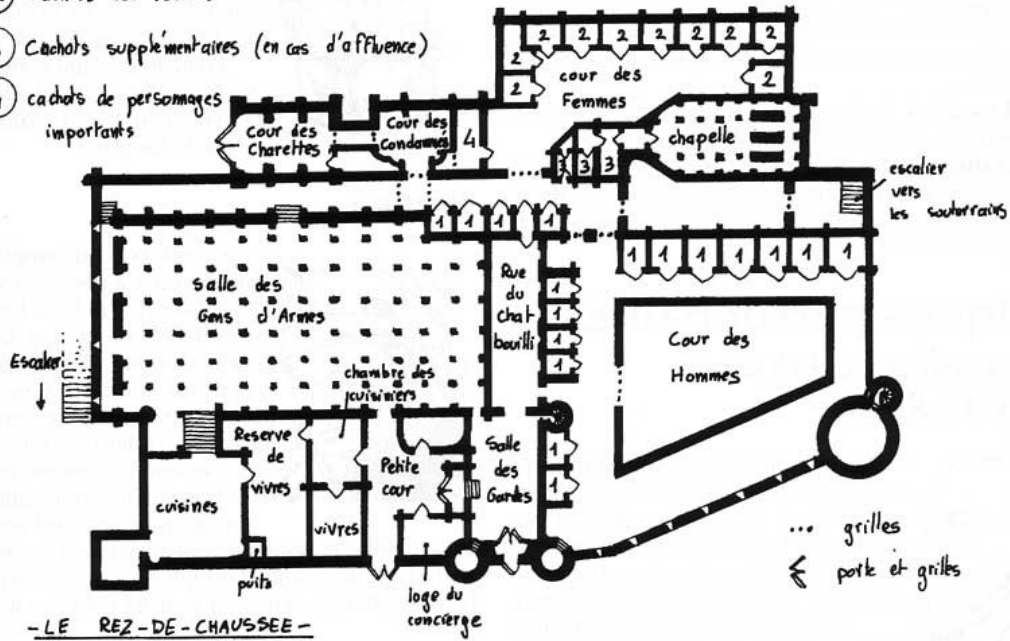 Cachots supplémentaires (en cas d'affluence)
cachots de personnages
importants
2 2 2 2 2 2 2
2
2
2
cour des
Femmes
Cour des
Charettes
Cour des
Condamnés
4
3 3 3
chapelle
escalier
vers
les souterrains
1 1 1 1 1
1 1 1 1 1 1 1
Salle des
Gens d'Armes
Rue
du
chat
bouilli
1
1
1
1
Cour des
Hommes
Escalier
chambre des
cuisiniers
Reserve
de
vivres
Petite
cour
Salle
des
Gardes
1
1
cuisines
vivres
puits
loge du
concierge
... grilles
porte et grilles
- LE REZ-DE-CHAUSSEE -